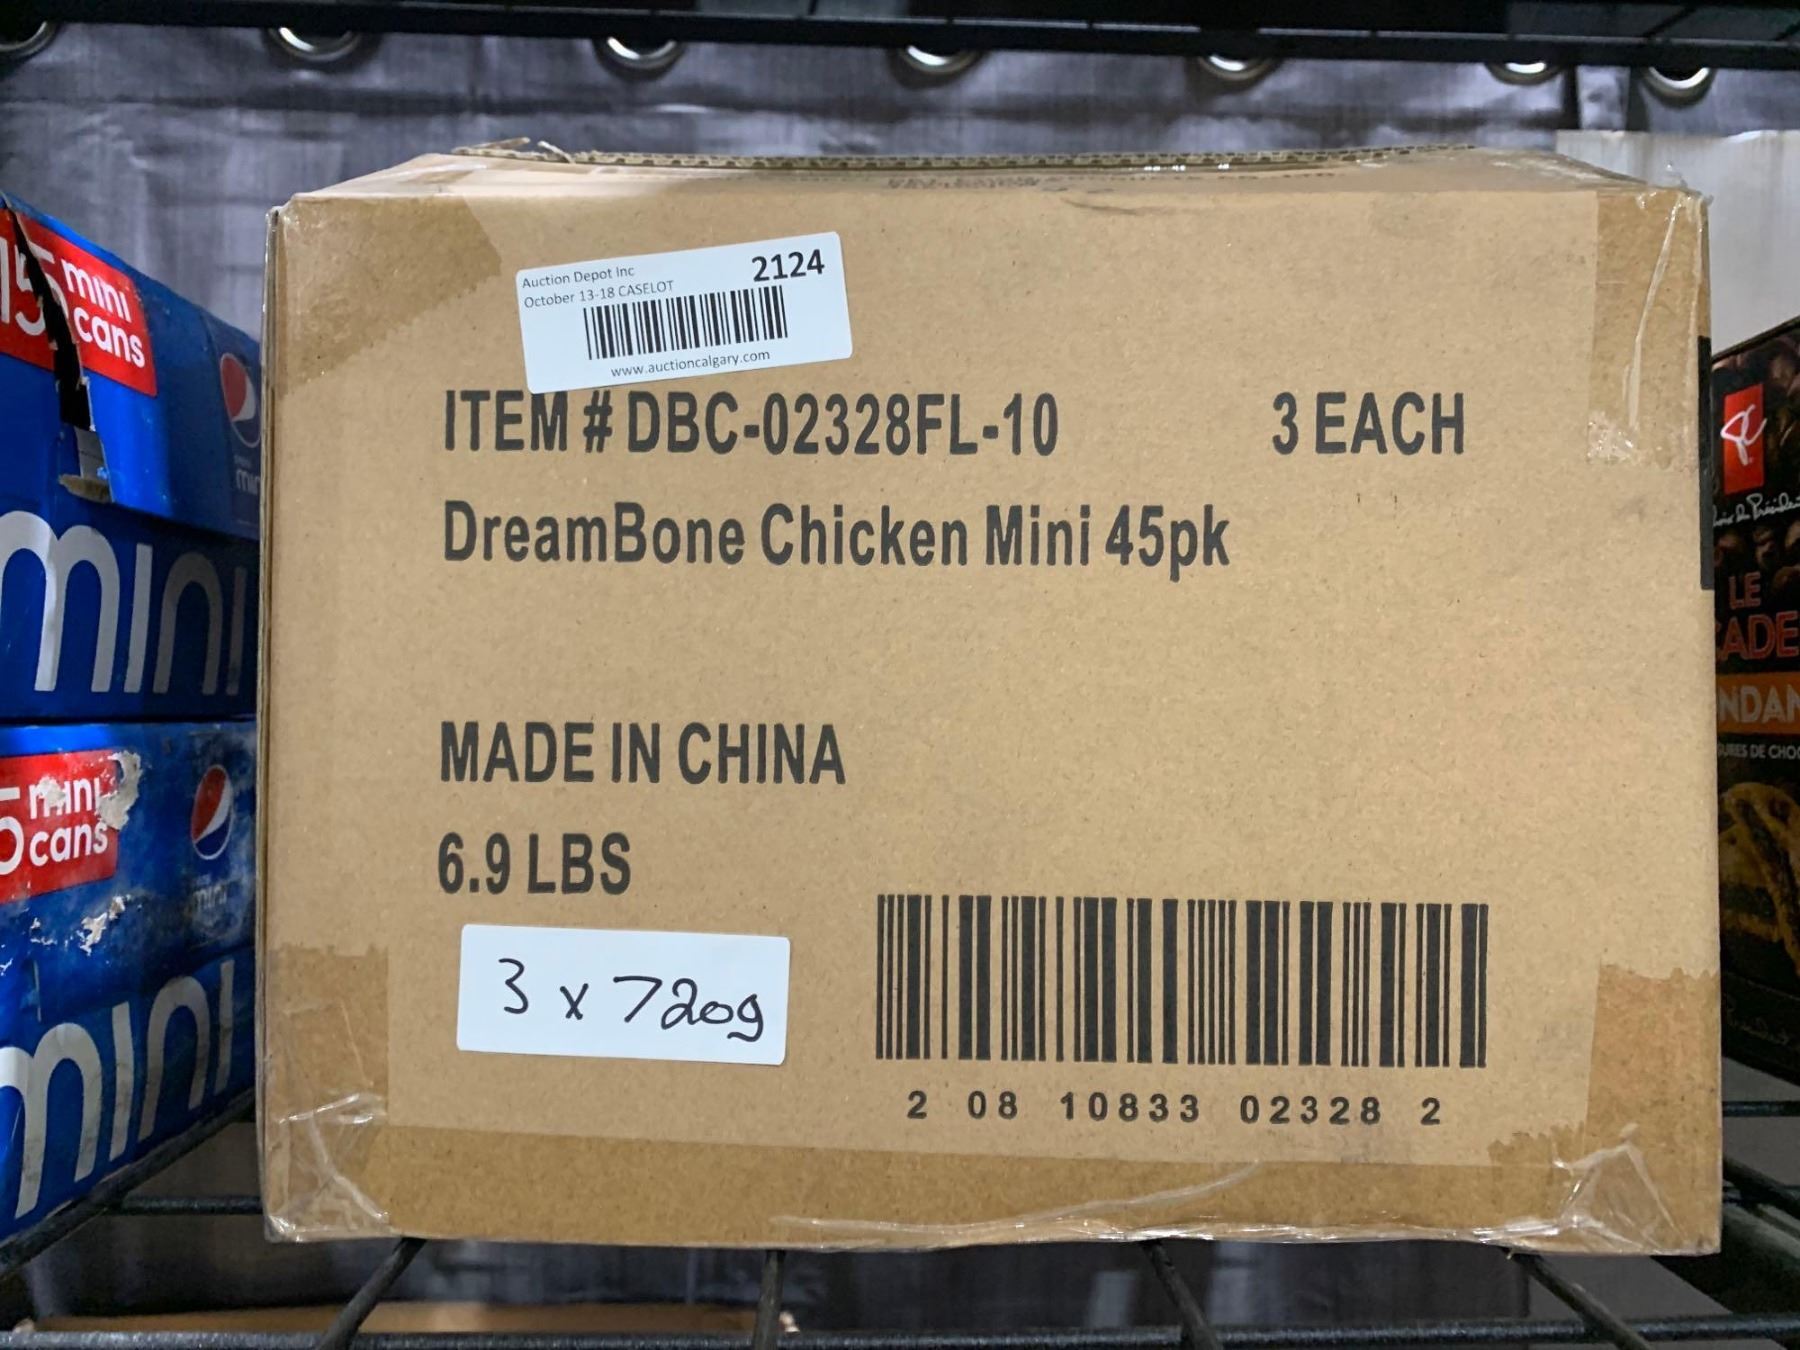 Auction Depot Inc
2124
October 13-18 CASELOT
www.auctioncalgary.com
ITEM # DBC-02328FL-10 3 EACH
DreamBone Chicken Mini 45pk
MADE IN CHINA
6.9 LBS
3 x 720g
2 08 10833 02328 2
15 mini
cans
mini
mini
cans
mini
LE